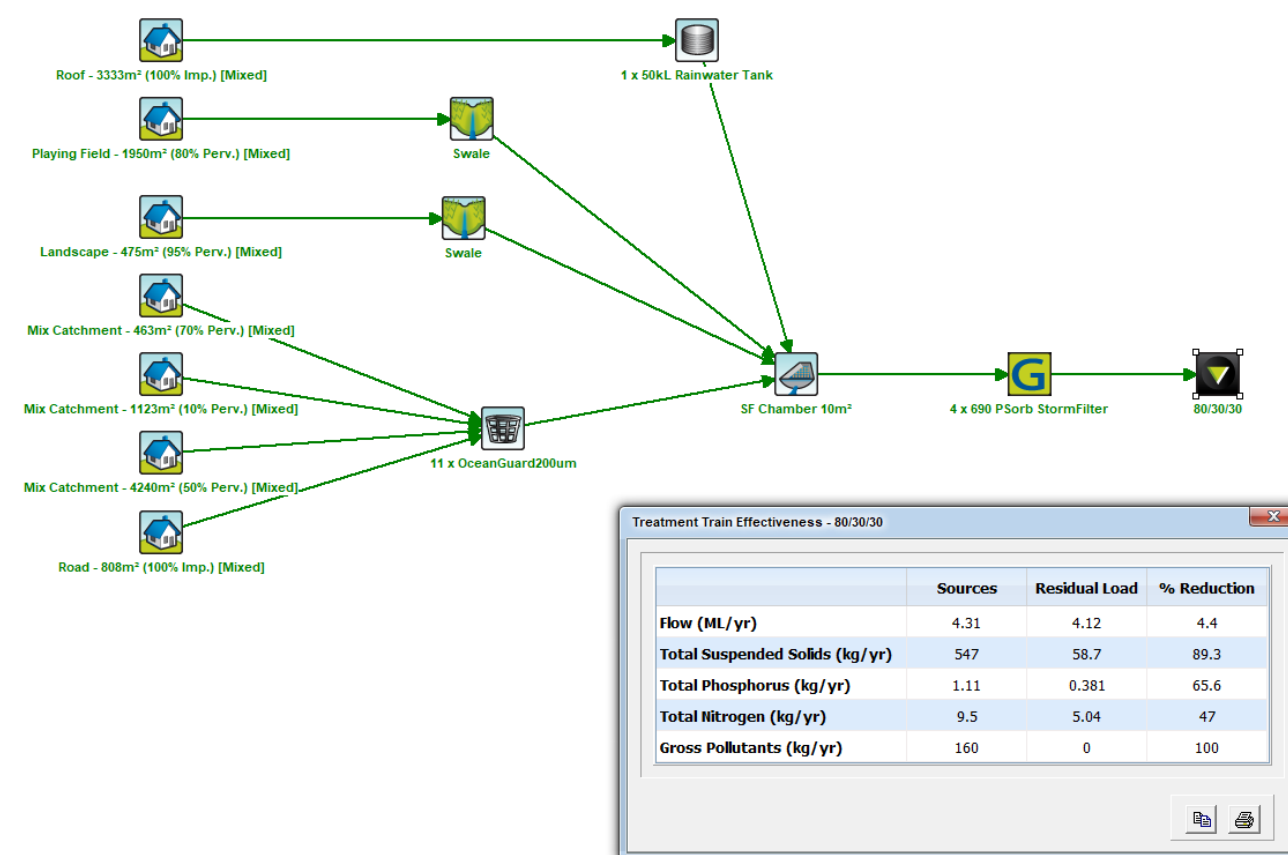 Roof - 3333m² (100% Imp.) [Mixed]
1 x 50kL Rainwater Tank
Playing Field - 1950m² (80% Perv.) [Mixed]
Swale
Landscape - 475m² (95% Perv.) [Mixed]
Swale
Mix Catchment - 463m² (70% Perv.) [Mixed]
Mix Catchment - 1123m² (10% Perv.) [Mixed]
SF Chamber 10m²
G
4 x 690 PSorb StormFilter
80/30/30
11 x OceanGuard200um
Mix Catchment - 4240m² (50% Perv.) [Mixed]
Road - 808m² (100% Imp.) [Mixed]
Treatment Train Effectiveness - 80/30/30
Sources Residual Load % Reduction
Flow (ML/yr) 4.31 4.12 4.4
Total Suspended Solids (kg/yr) 547 58.7 89.3
Total Phosphorus (kg/yr) 1.11 0.381 65.6
Total Nitrogen (kg/yr) 9.5 5.04 47
Gross Pollutants (kg/yr) 160 0 100